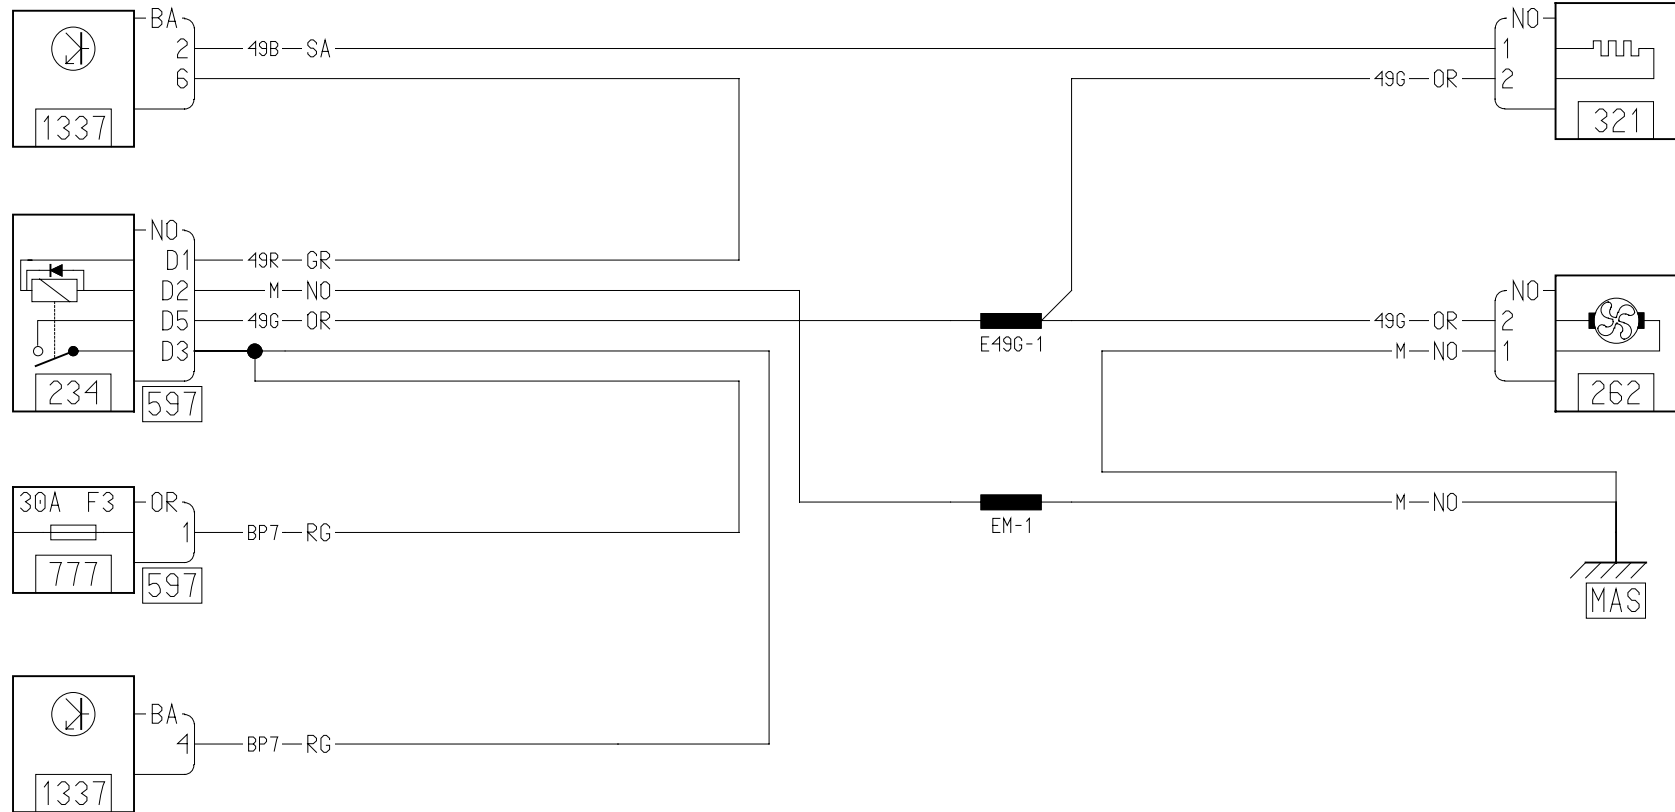 BA
2 49B SA
6
1337
NO
1
49G OR 2
321
NO
D1 49R GR
D2 M NO
D5 49G OR
D3
234
597
E49G-1
NO
49G OR 2
M NO 1
262
30A F3
OR
1 BP7 RG
777
597
EM-1
M NO
MAS
BA
4 BP7 RG
1337